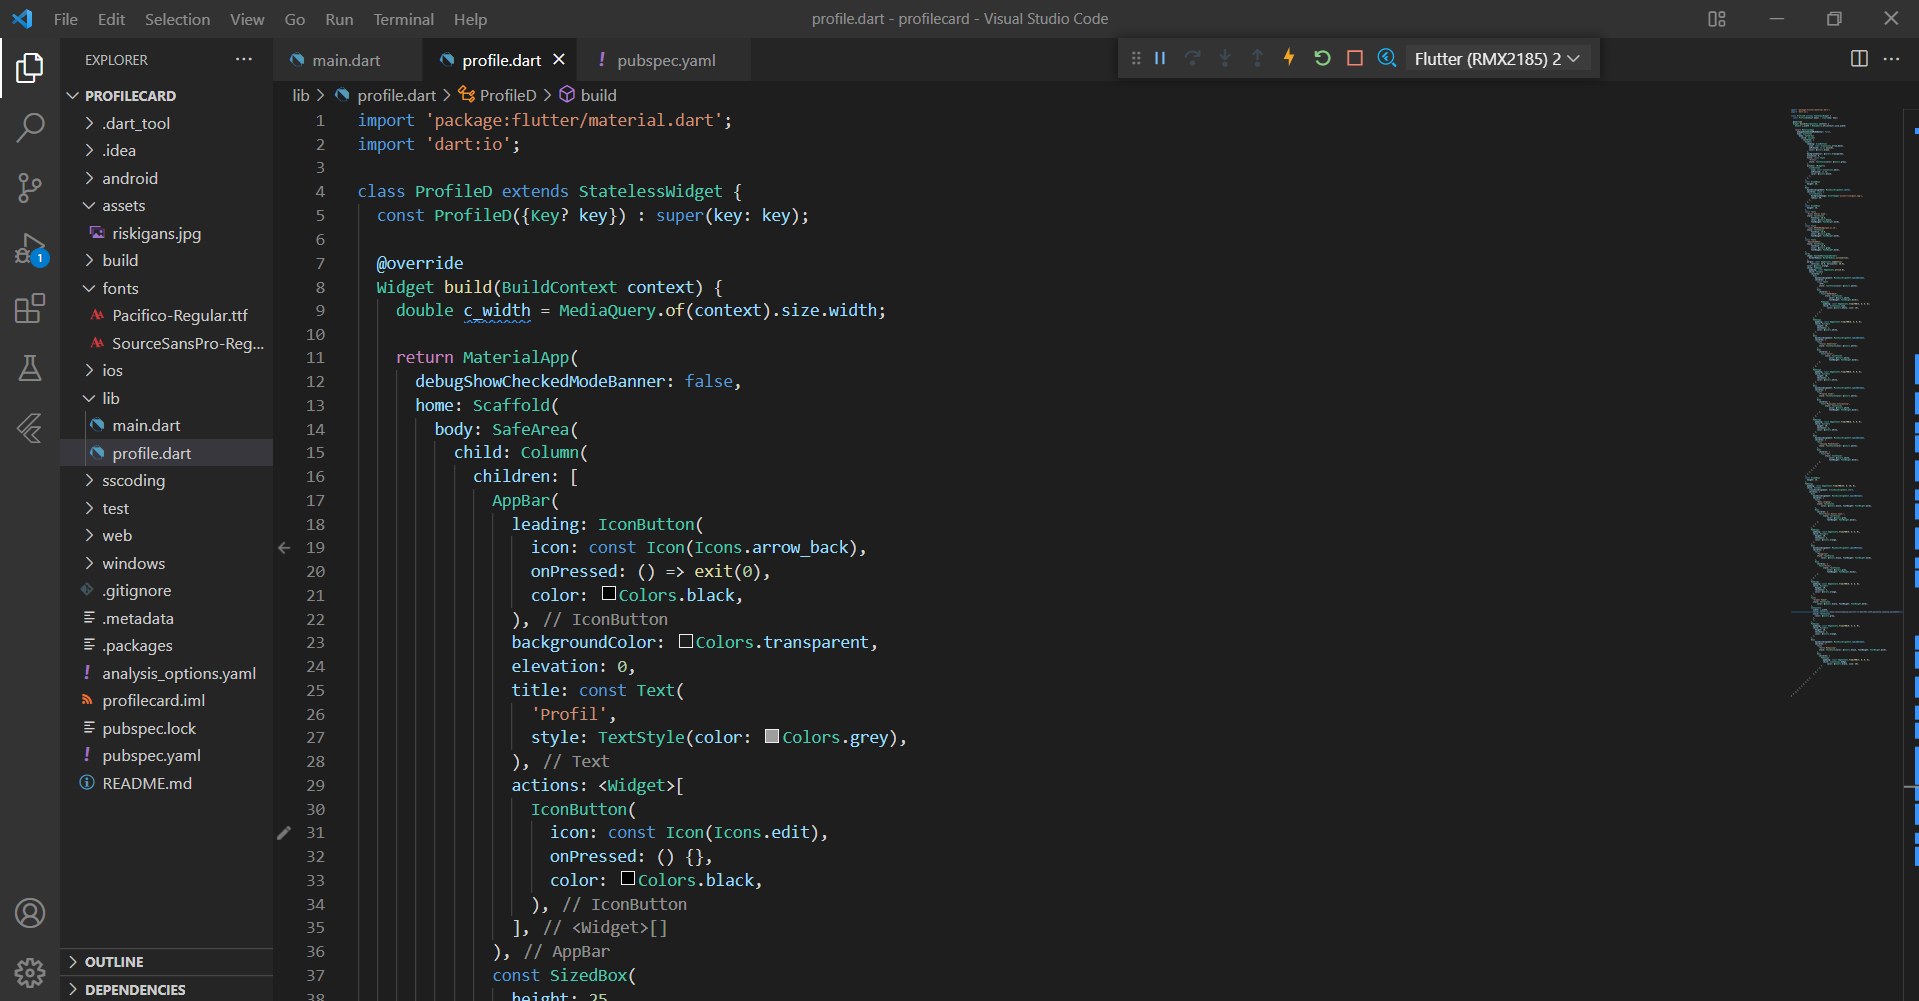 File Edit Selection View Go Run Terminal Help
profile.dart - profilecard - Visual Studio Code
EXPLORER
main.dart
profile.dart
! pubspec.yaml
Flutter (RMX2185) 2
PROFILECARD
.dart_tool
.idea
android
assets
riskigans.jpg
build
fonts
AA Pacifico-Regular.ttf
AA SourceSansPro-Reg...
ios
lib
main.dart
profile.dart
sscoding
test
web
windows
.gitignore
.metadata
.packages
! analysis_options.yaml
profilecard.iml
pubspec.lock
! pubspec.yaml
README.md
OUTLINE
DEPENDENCIES
1
lib > profile.dart > ProfileD > build
1 import 'package:flutter/material.dart';
2 import 'dart:io';
3
4 class ProfileD extends StatelessWidget {
5 const ProfileD({Key? key}) : super(key: key);
6
7 @override
8 Widget build(BuildContext context) {
9 double c_width = MediaQuery.of(context).size.width;
10
11 return MaterialApp(
12 debugShowCheckedModeBanner: false,
13 home: Scaffold(
14 body: SafeArea(
15 child: Column(
16 children: [
17 AppBar(
18 leading: IconButton(
19 icon: const Icon(Icons.arrow_back),
20 onPressed: () => exit(0),
21 color: Colors.black,
22 ), // IconButton
23 backgroundColor: Colors.transparent,
24 elevation: 0,
25 title: const Text(
26 'Profil',
27 style: TextStyle(color: Colors.grey),
28 ), // Text
29 actions: <Widget>[
30 IconButton(
31 icon: const Icon(Icons.edit),
32 onPressed: () {},
33 color: Colors.black,
34 ), // IconButton
35 ], // <Widget>[]
36 ), // AppBar
37 const SizedBox(
38 height: 25